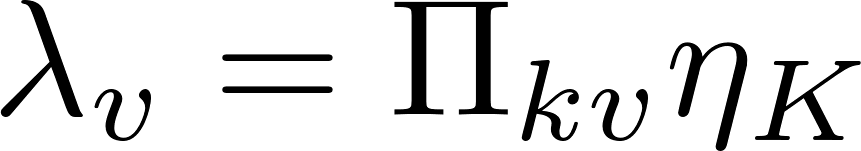 λ_v = Π_{kv} η_K